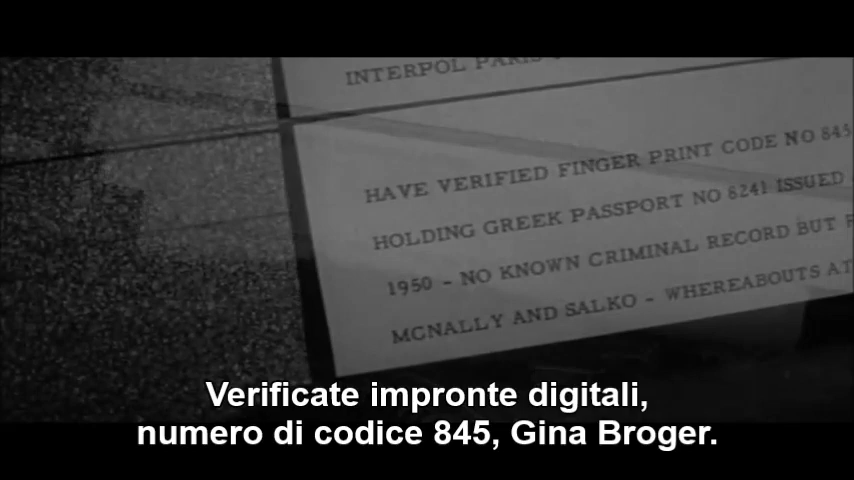 INTERPOL PARIS
HAVE VERIFIED FINGER PRINT CODE NO 845
HOLDING GREEK PASSPORT NO 8241 ISSUED
1950 - NO KNOWN CRIMINAL RECORD BUT
MCNALLY AND SALKO - WHEREABOUTS AT
Verificate impronte digitali,
numero di codice 845, Gina Broger.